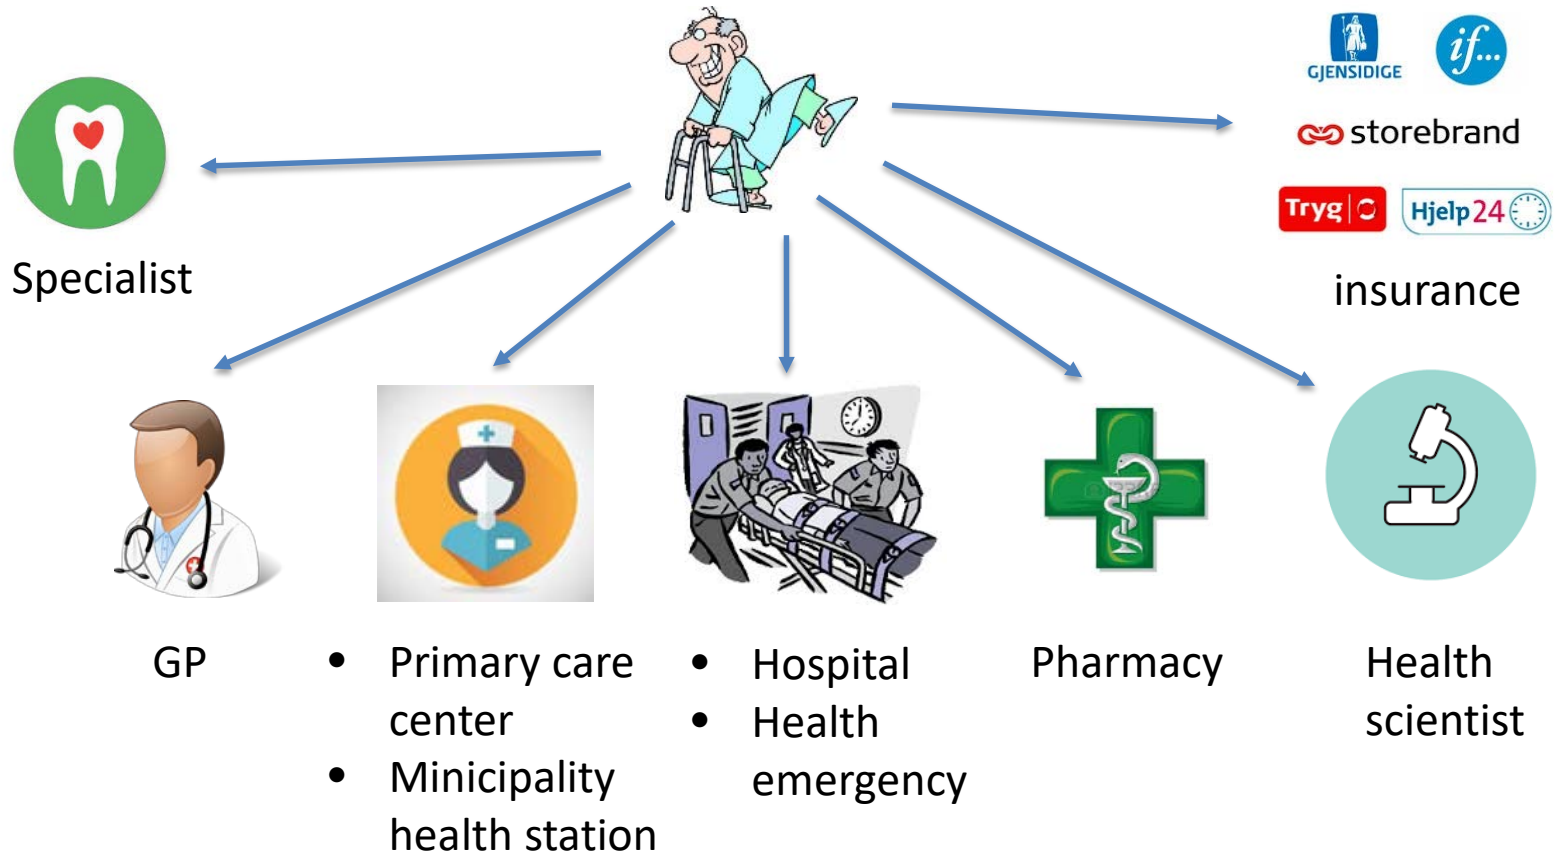 GJENSIDIGE
if...
storebrand
Tryg
Hjelp24
Specialist
insurance
GP
• Primary care
center
• Minicipality
health station
• Hospital
• Health
emergency
Pharmacy
Health
scientist